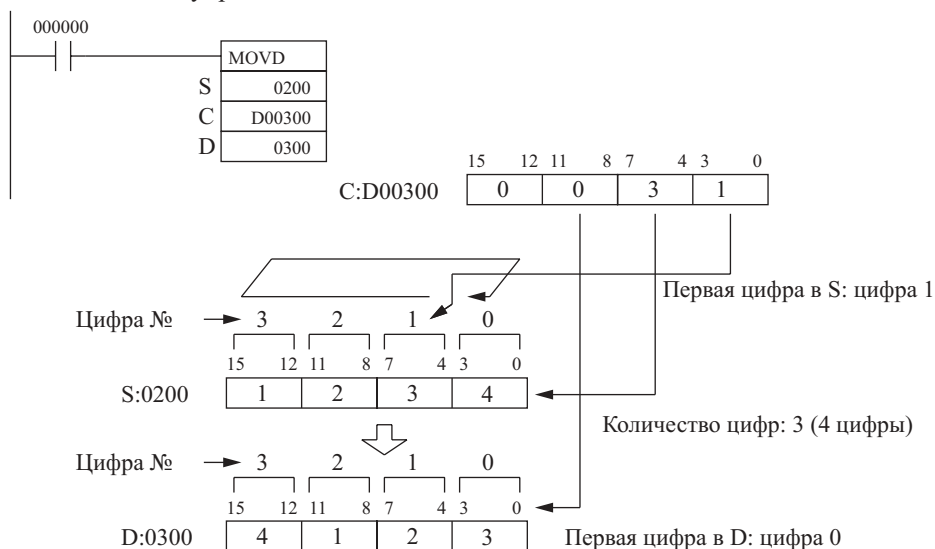 000000
MOVD
S 0200
C D00300
D 0300
15 12 11 8 7 4 3 0
C:D00300 0 0 3 1
Первая цифра в S: цифра 1
Цифра № 3 2 1 0
15 12 11 8 7 4 3 0
S:0200 1 2 3 4
Количество цифр: 3 (4 цифры)
Цифра № 3 2 1 0
15 12 11 8 7 4 3 0
D:0300 4 1 2 3 Первая цифра в D: цифра 0